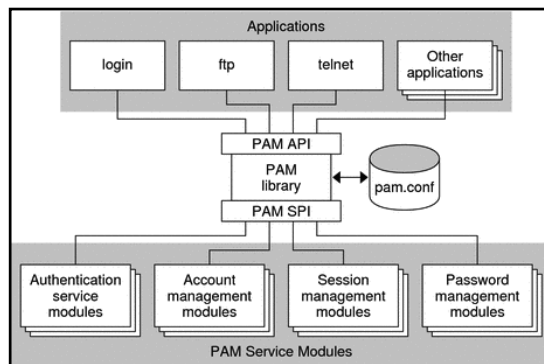 Applications
login
ftp
telnet
Other
applications
PAM API
PAM
library
pam.conf
PAM SPI
Authentication
service
modules
Account
management
modules
Session
management
modules
Password
management
modules
PAM Service Modules